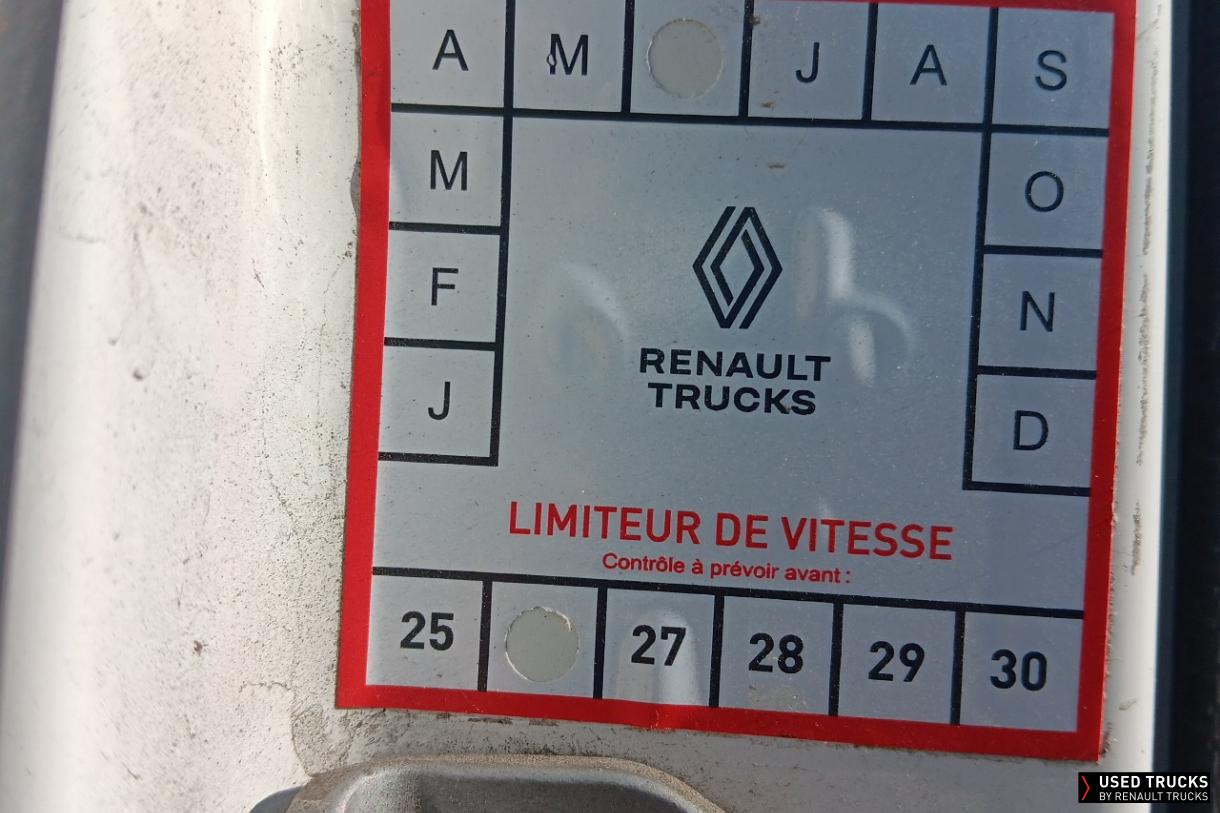 A M J A S
M O
F N
J D
RENAULT
TRUCKS
LIMITEUR DE VITESSE
Contrôle à prévoir avant :
25 27 28 29 30
USED TRUCKS
BY RENAULT TRUCKS